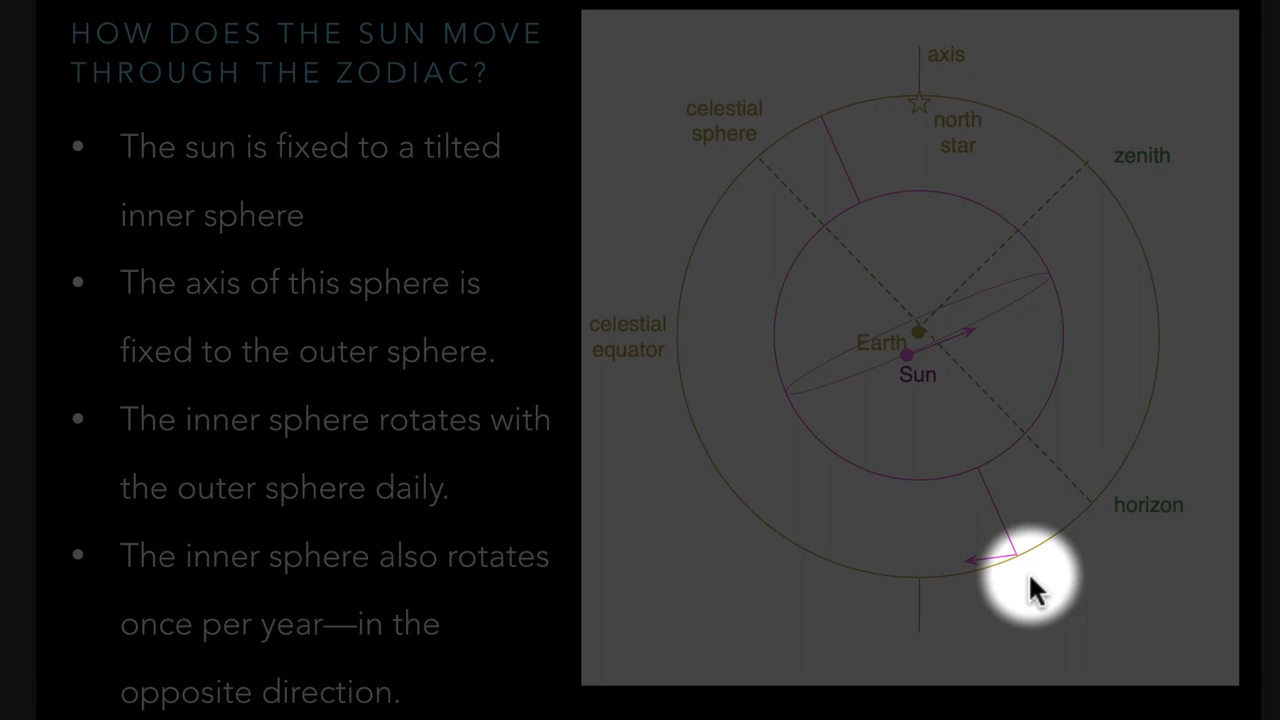 HOW DOES THE SUN MOVE
THROUGH THE ZODIAC?
• The sun is fixed to a tilted
inner sphere
• The axis of this sphere is
fixed to the outer sphere.
• The inner sphere rotates with
the outer sphere daily.
• The inner sphere also rotates
once per year—in the
opposite direction.
axis
celestial
sphere
north
star
zenith
celestial
equator
Earth
Sun
horizon